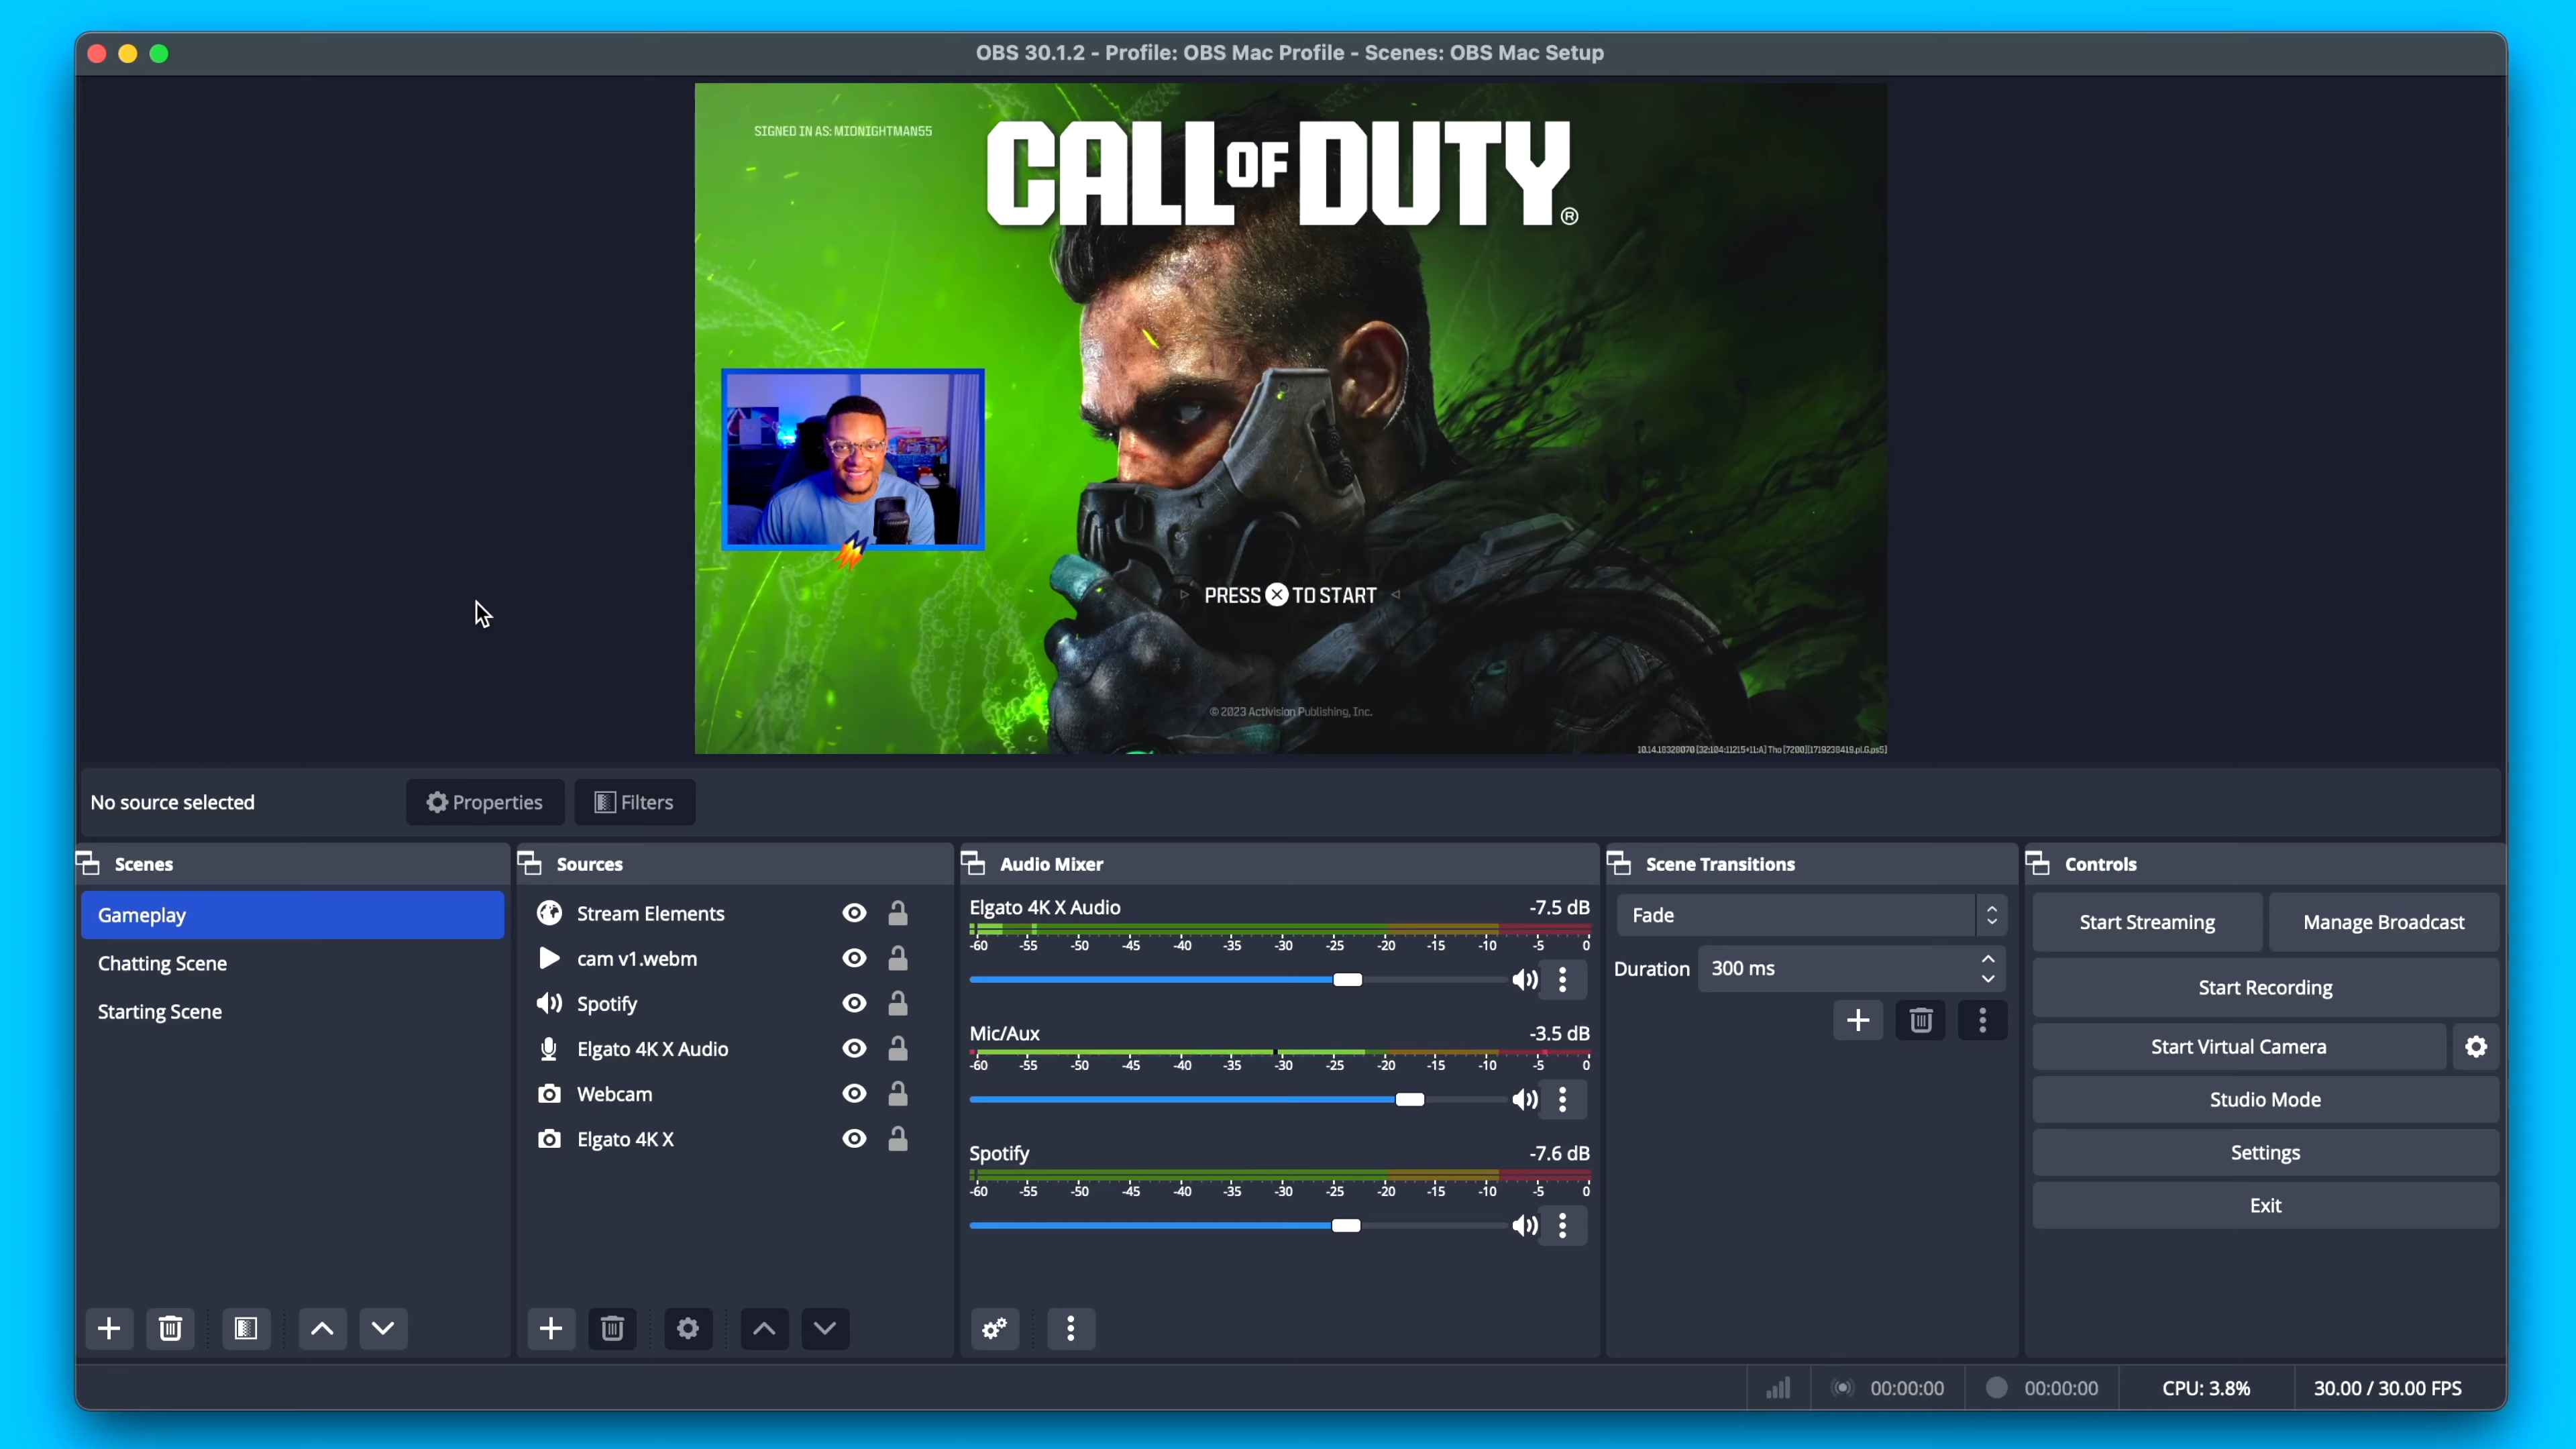 OBS 30.1.2 - Profile: OBS Mac Profile - Scenes: OBS Mac Setup
SIGNED IN AS: MIDNIGHTMAN55
CALL OF DUTY®
PRESS X TO START
© 2023 Activision Publishing, Inc.
No source selected
Properties
Filters
Scenes
Gameplay
Chatting Scene
Starting Scene
Sources
Stream Elements
cam v1.webm
Spotify
Elgato 4K X Audio
Webcam
Elgato 4K X
Audio Mixer
Elgato 4K X Audio -7.5 dB
-60 -55 -50 -45 -40 -35 -30 -25 -20 -15 -10 -5 0
Mic/Aux -3.5 dB
-60 -55 -50 -45 -40 -35 -30 -25 -20 -15 -10 -5 0
Spotify -7.6 dB
-60 -55 -50 -45 -40 -35 -30 -25 -20 -15 -10 -5 0
Scene Transitions
Fade
Duration 300 ms
Controls
Start Streaming
Manage Broadcast
Start Recording
Start Virtual Camera
Studio Mode
Settings
Exit
00:00:00
00:00:00
CPU: 3.8%
30.00 / 30.00 FPS